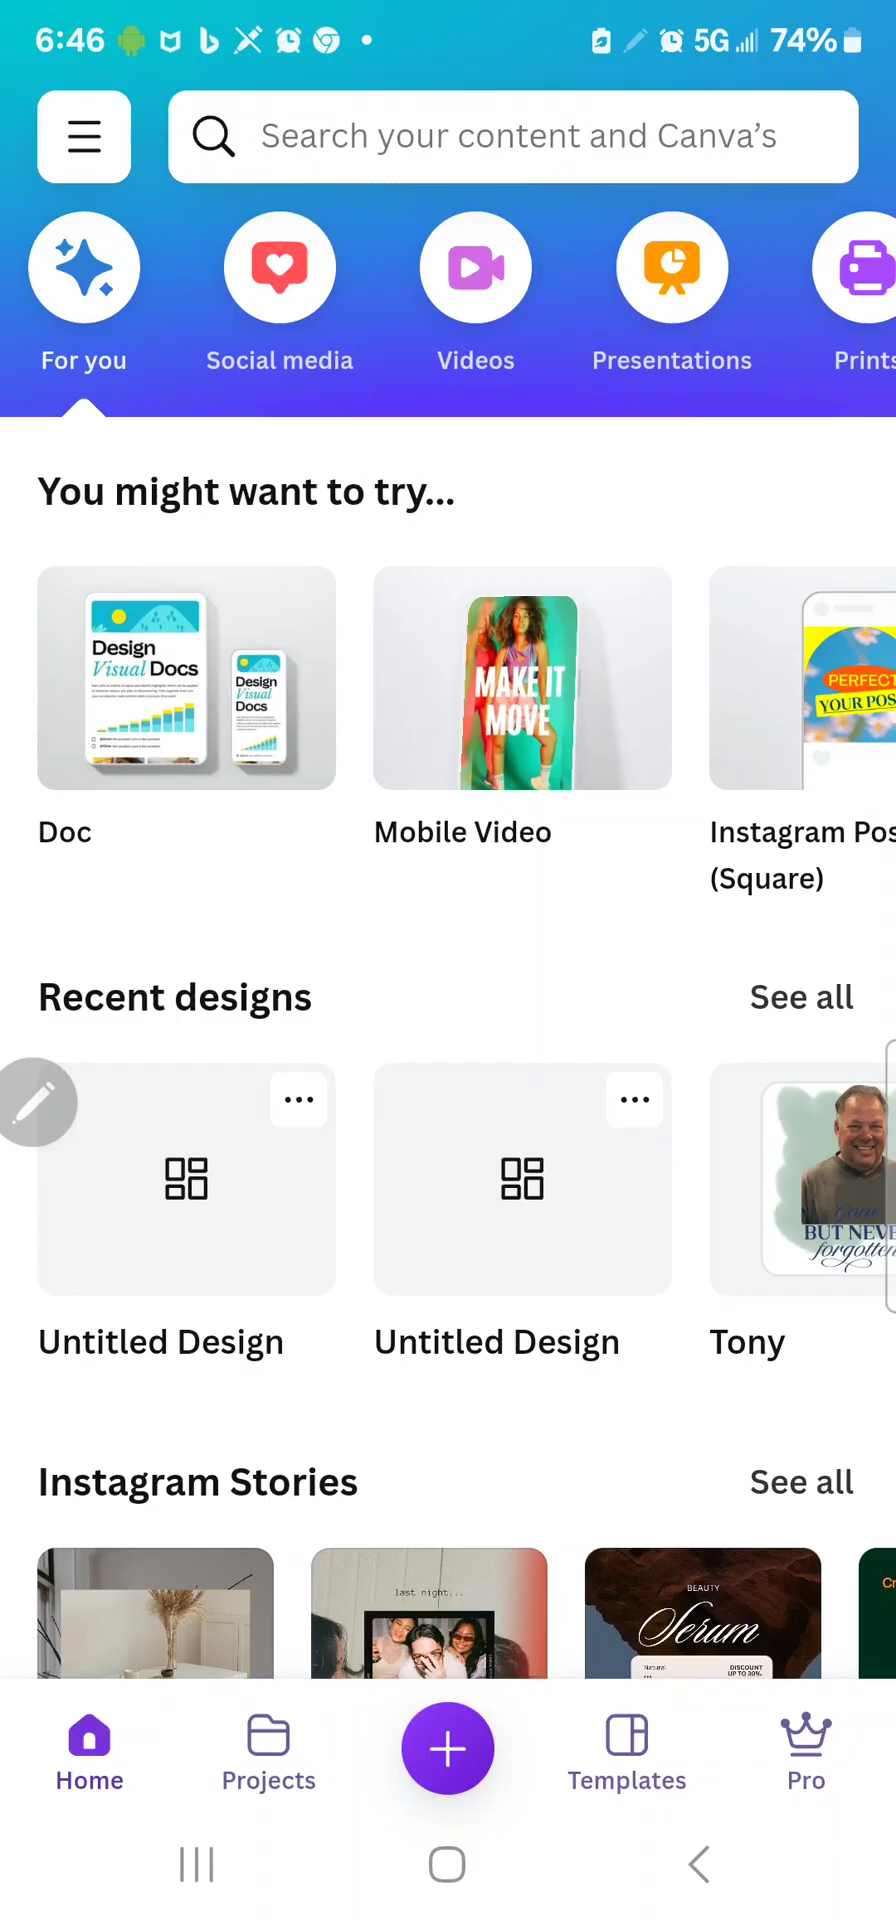 6:46
5G 74%
Search your content and Canva's
For you
Social media
Videos
Presentations
Prints
You might want to try...
Design
Visual Docs
Design
Visual
Docs
MAKE IT
MOVE
PERFECT
YOUR POS
Doc
Mobile Video
Instagram Pos
(Square)
Recent designs
See all
BUT NEVE
forgotten
Untitled Design
Untitled Design
Tony
Instagram Stories
See all
last night...
BEAUTY
Serum
Natural
DISCOUNT
UP TO 30%
Cr
Home
Projects
Templates
Pro